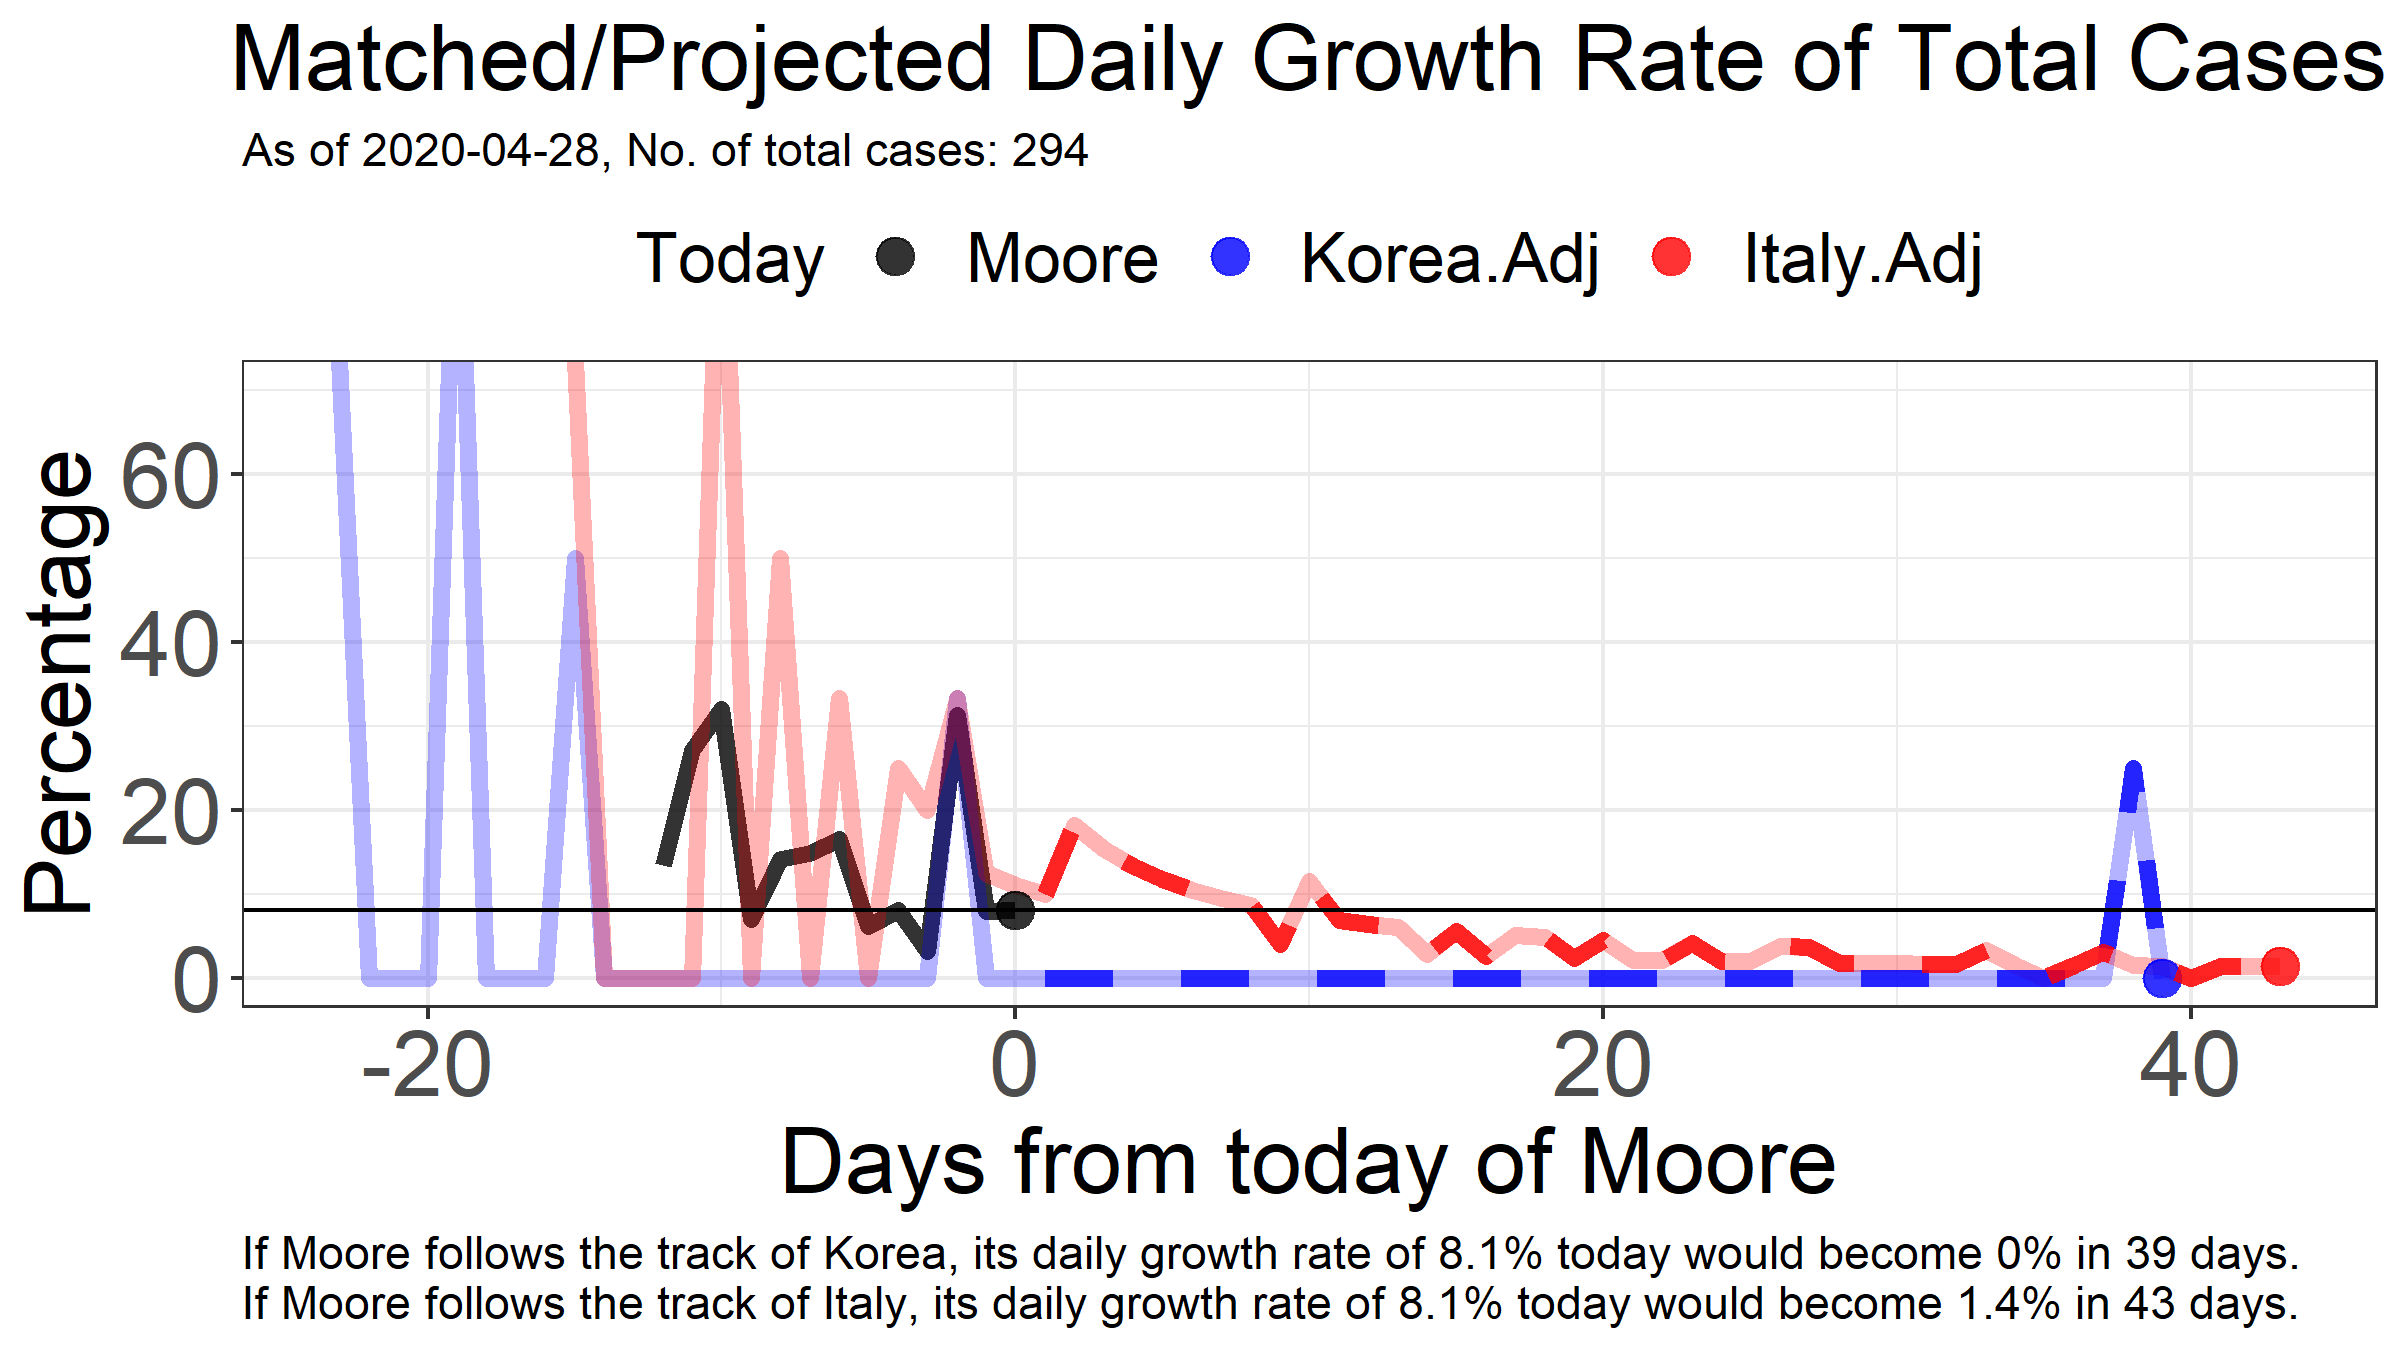 Matched/Projected Daily Growth Rate of Total Cases
As of 2020-04-28, No. of total cases: 294
Today Moore Korea.Adj Italy.Adj
Percentage
60
40
20
0
-20 0 20 40
Days from today of Moore
If Moore follows the track of Korea, its daily growth rate of 8.1% today would become 0% in 39 days.
If Moore follows the track of Italy, its daily growth rate of 8.1% today would become 1.4% in 43 days.